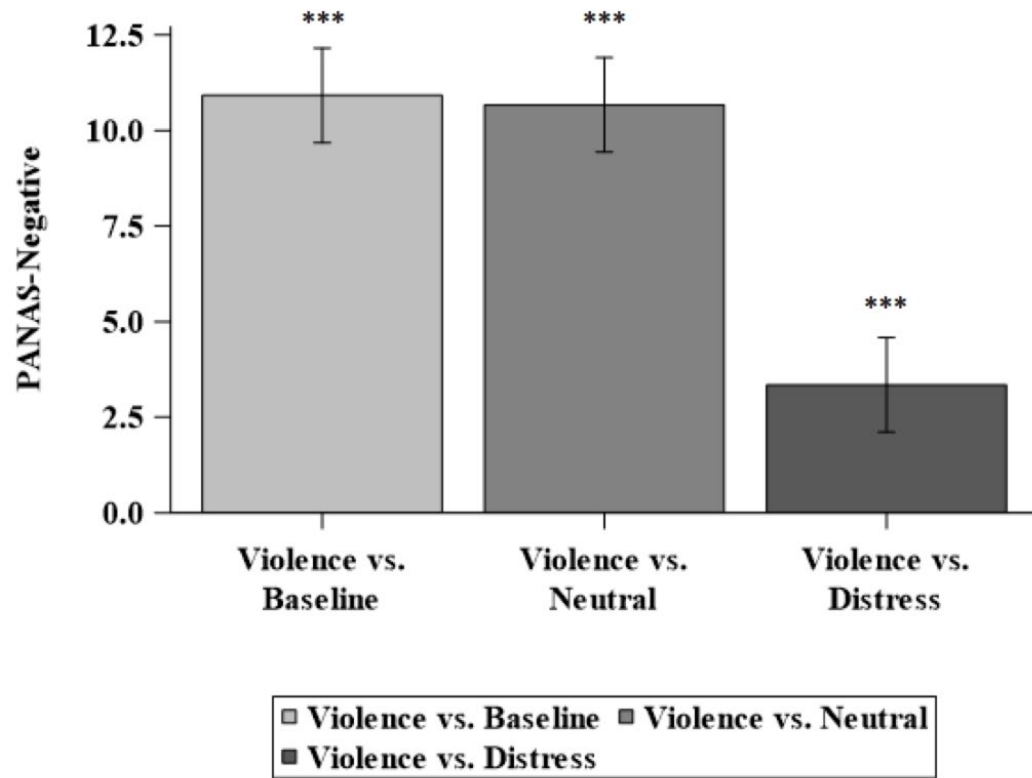 *** *** ***
12.5
10.0
7.5
5.0
2.5
0.0
PANAS-Negative
Violence vs. Baseline
Violence vs. Neutral
Violence vs. Distress
Violence vs. Baseline Violence vs. Neutral
Violence vs. Distress